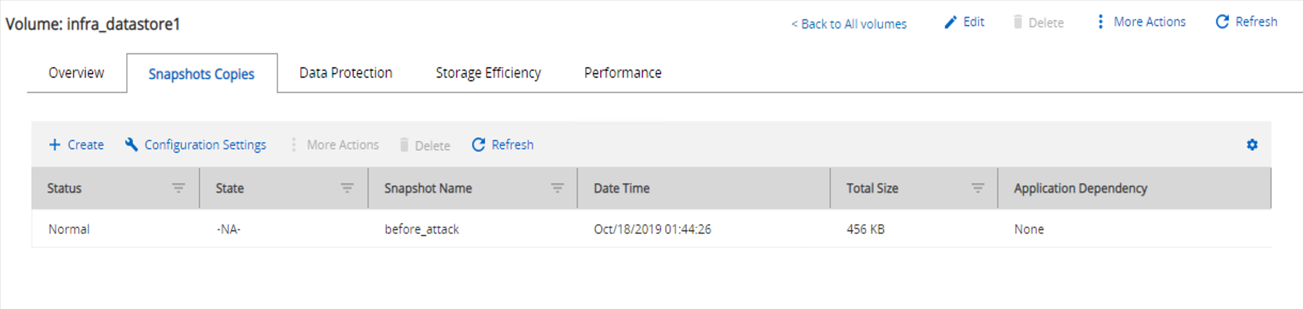 Volume: infra_datastore1 < Back to All volumes Edit Delete More Actions Refresh
Overview Snapshots Copies Data Protection Storage Efficiency Performance
+ Create Configuration Settings More Actions Delete Refresh
Status State Snapshot Name Date Time Total Size Application Dependency
Normal -NA- before_attack Oct/18/2019 01:44:26 456 KB None